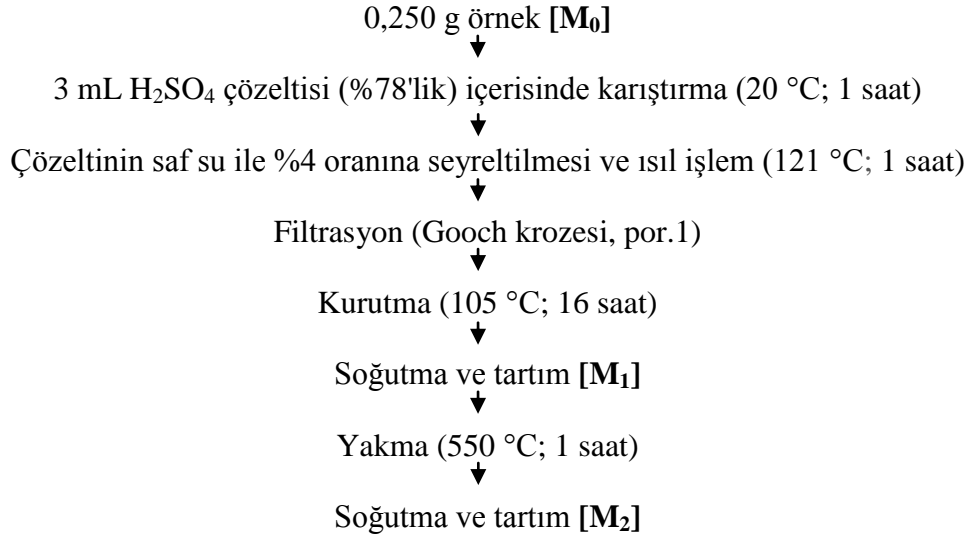 0,250 g örnek [M₀]
3 mL H₂SO₄ çözeltisi (%78'lik) içerisinde karıştırma (20 °C; 1 saat)
Çözeltinin saf su ile %4 oranına seyreltilmesi ve ısıl işlem (121 °C; 1 saat)
Filtrasyon (Gooch krozesi, por.1)
Kurutma (105 °C; 16 saat)
Soğutma ve tartım [M₁]
Yakma (550 °C; 1 saat)
Soğutma ve tartım [M₂]